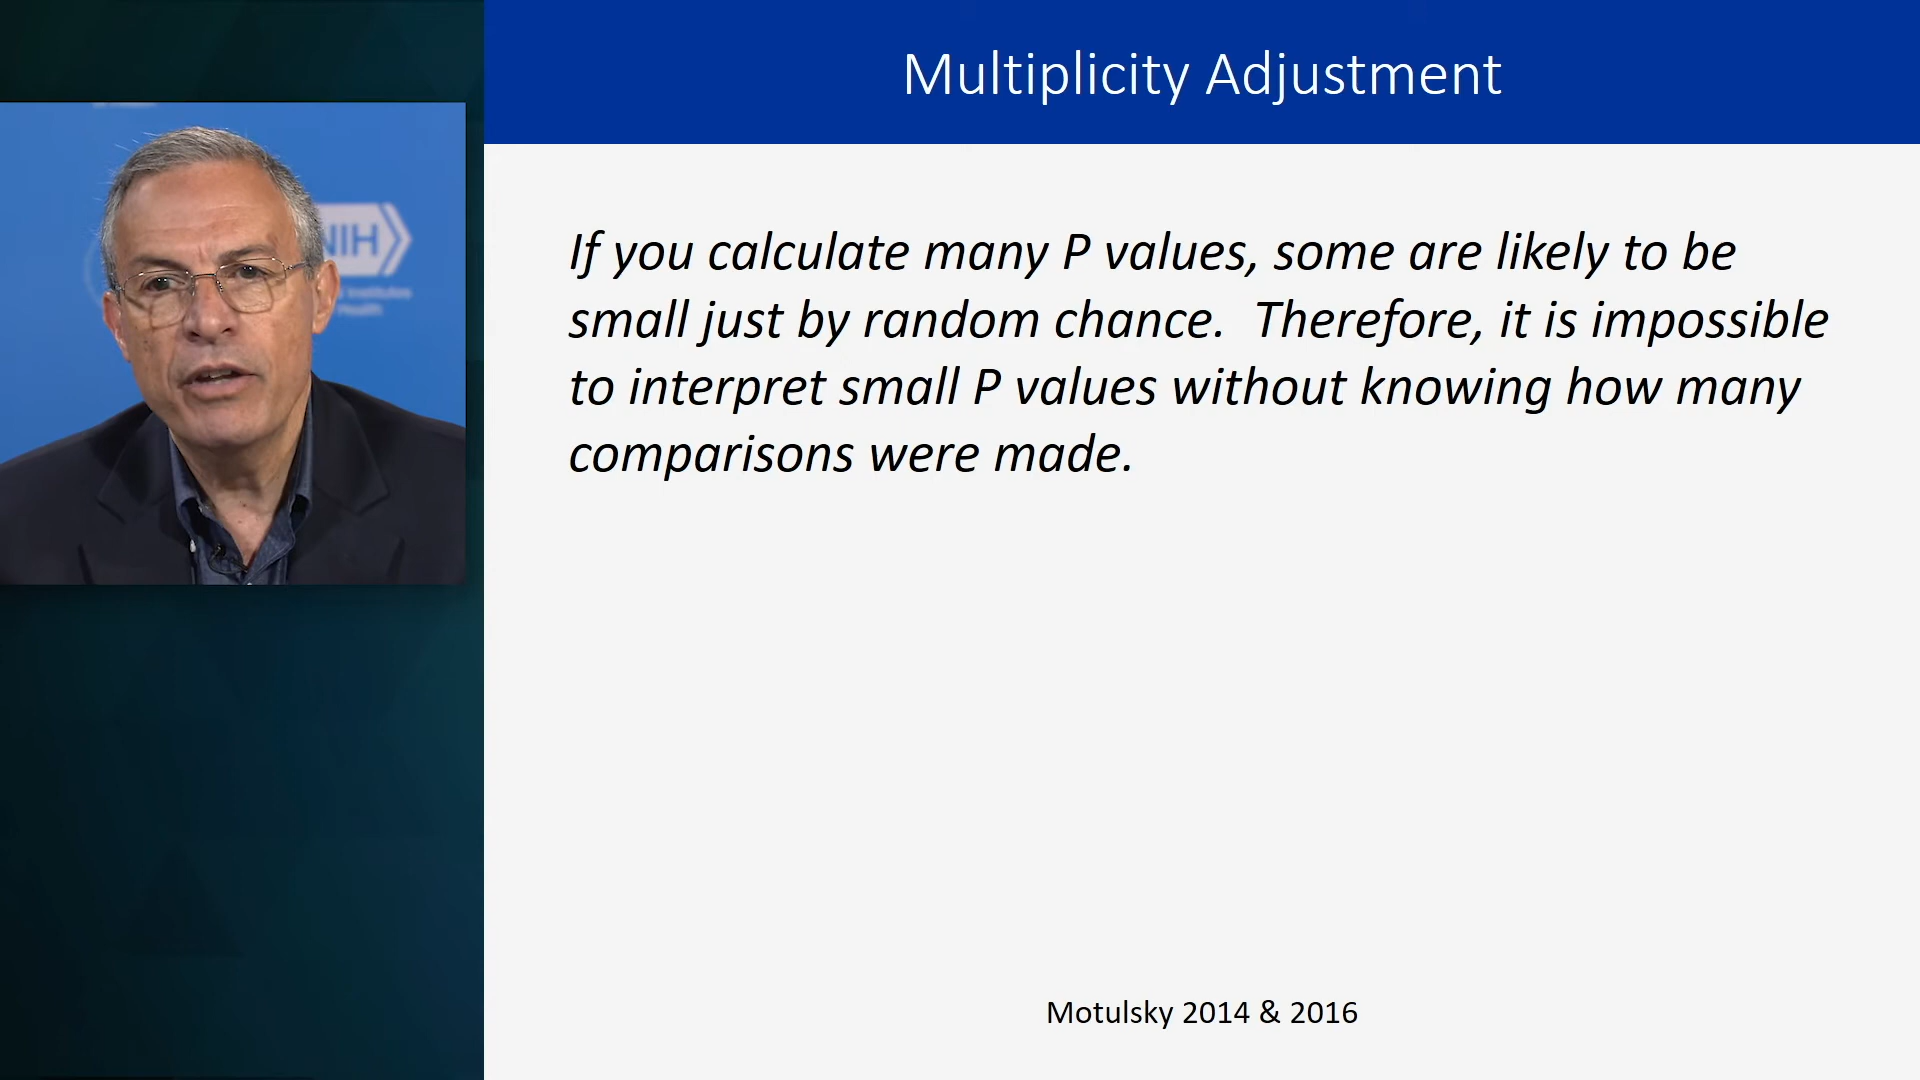 Multiplicity Adjustment
NIH
If you calculate many P values, some are likely to be
small just by random chance. Therefore, it is impossible
to interpret small P values without knowing how many
comparisons were made.
Motulsky 2014 & 2016